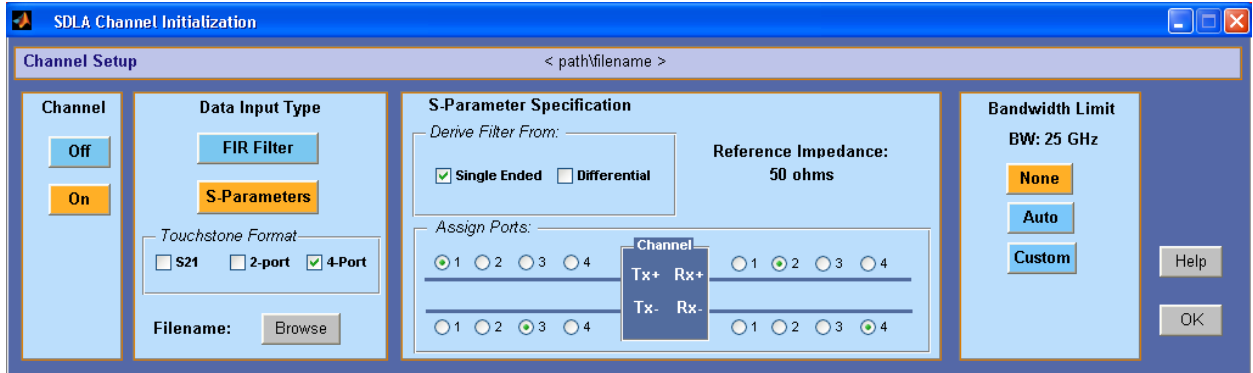 SDLA Channel Initialization
Channel Setup < path\filename >
Channel
Off
On
Data Input Type
FIR Filter
S-Parameters
Touchstone Format
S21 2-port 4-Port
Filename: Browse
S-Parameter Specification
Derive Filter From:
Single Ended Differential
Reference Impedance:
50 ohms
Assign Ports:
1 2 3 4
1 2 3 4
Channel
Tx+ Rx+
Tx- Rx-
1 2 3 4
1 2 3 4
Bandwidth Limit
BW: 25 GHz
None
Auto
Custom
Help
OK